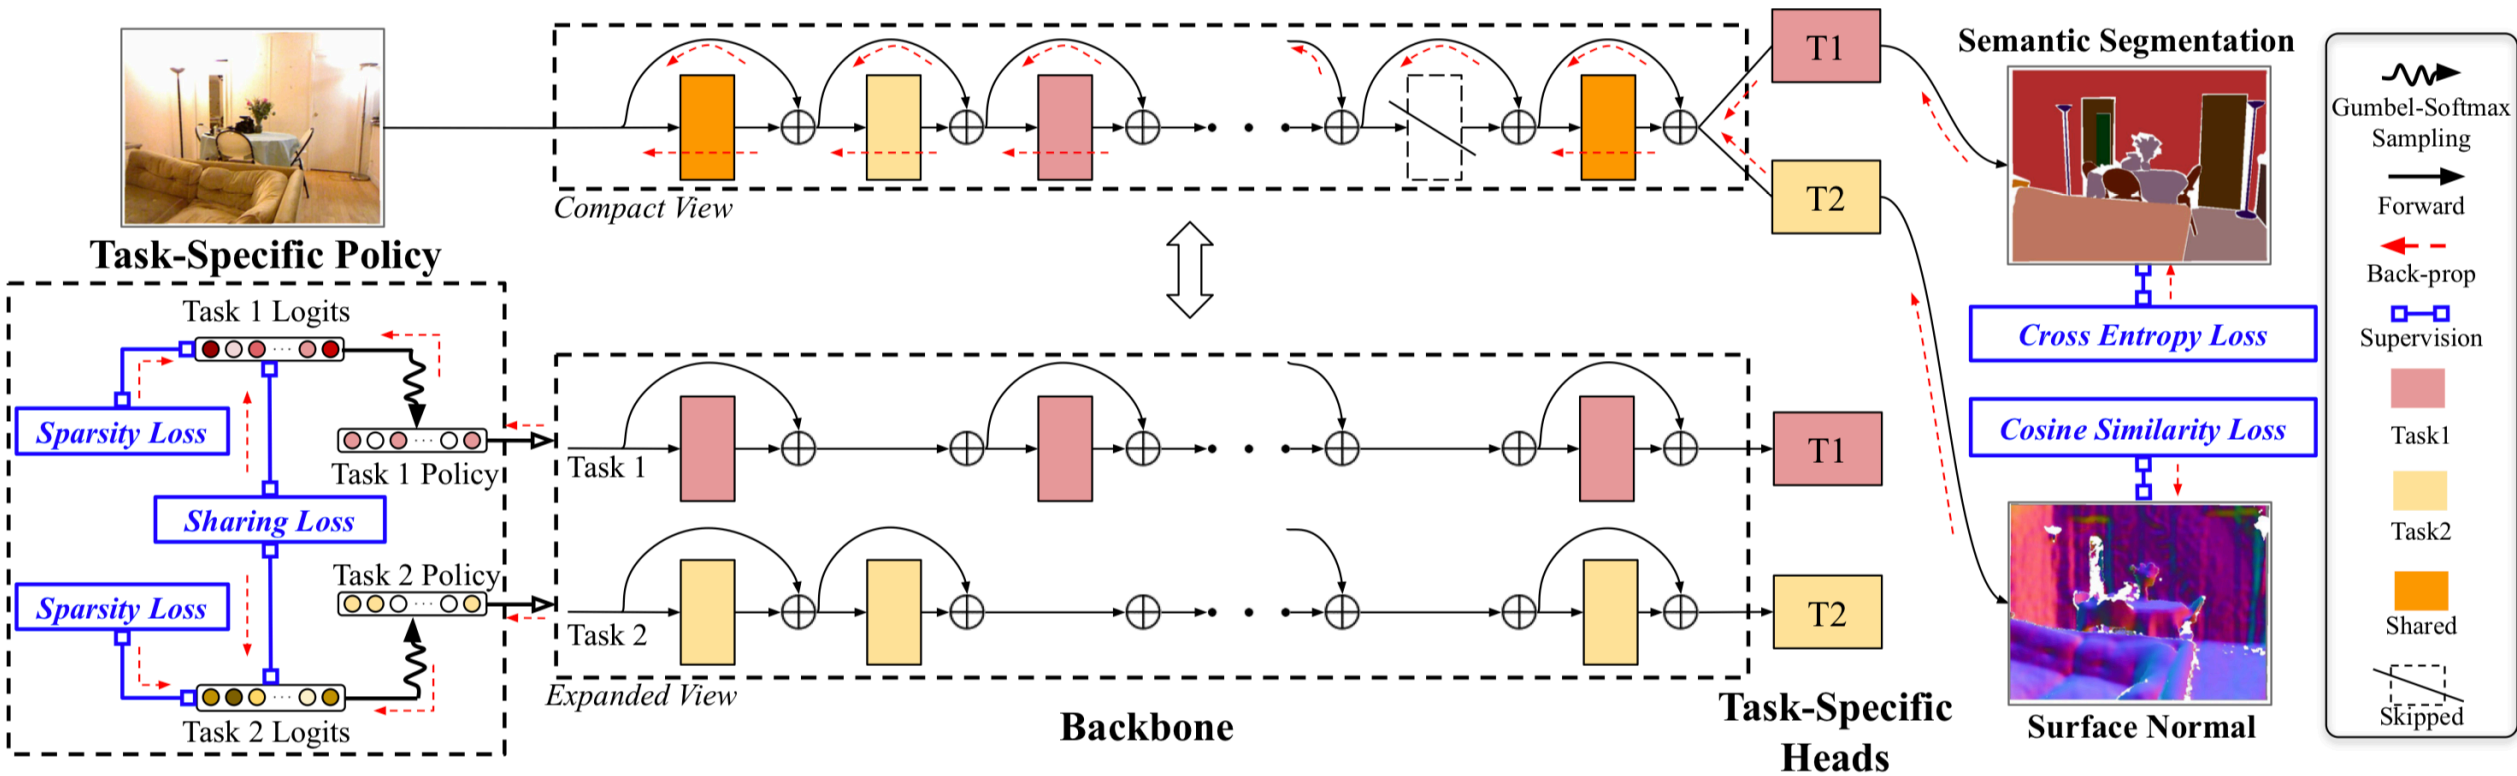 T1
Semantic Segmentation
T2
Compact View
Task-Specific Policy
Task 1 Logits
Sparsity Loss
Task 1 Policy
Sharing Loss
Task 2 Policy
Sparsity Loss
Task 2 Logits
Task 1
T1
Task 2
T2
Expanded View
Backbone
Task-Specific
Heads
Cross Entropy Loss
Cosine Similarity Loss
Surface Normal
Gumbel-Softmax
Sampling
Forward
Back-prop
Supervision
Task1
Task2
Shared
Skipped